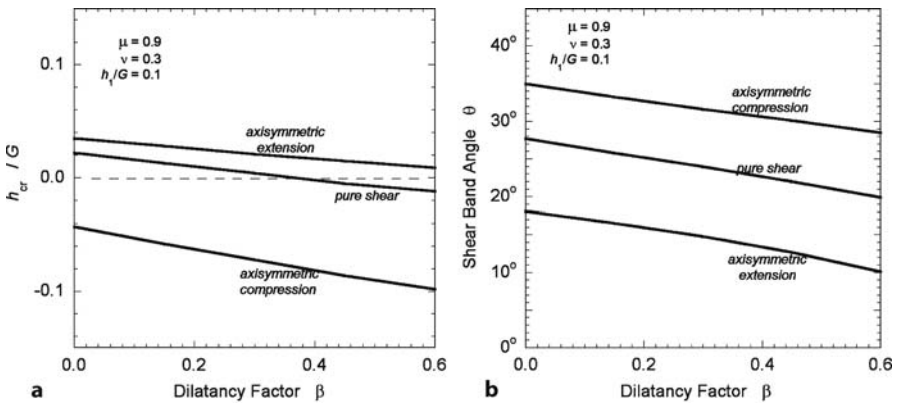 μ = 0.9
ν = 0.3
h₁/G = 0.1
0.1
0.0
-0.1
h_cr / G
axisymmetric
extension
pure shear
axisymmetric
compression
0.0
0.2
0.4
0.6
a
Dilatancy Factor β
μ = 0.9
ν = 0.3
h₁/G = 0.1
40°
30°
20°
10°
0°
Shear Band Angle θ
axisymmetric
compression
pure shear
axisymmetric
extension
0.0
0.2
0.4
0.6
b
Dilatancy Factor β